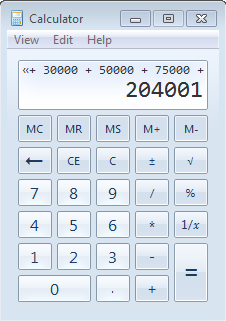 Calculator
View Edit Help
«+ 30000 + 50000 + 75000 +
204001
MC MR MS M+ M-
← CE C ± √
7 8 9 / %
4 5 6 * 1/x
1 2 3 - =
0 . +